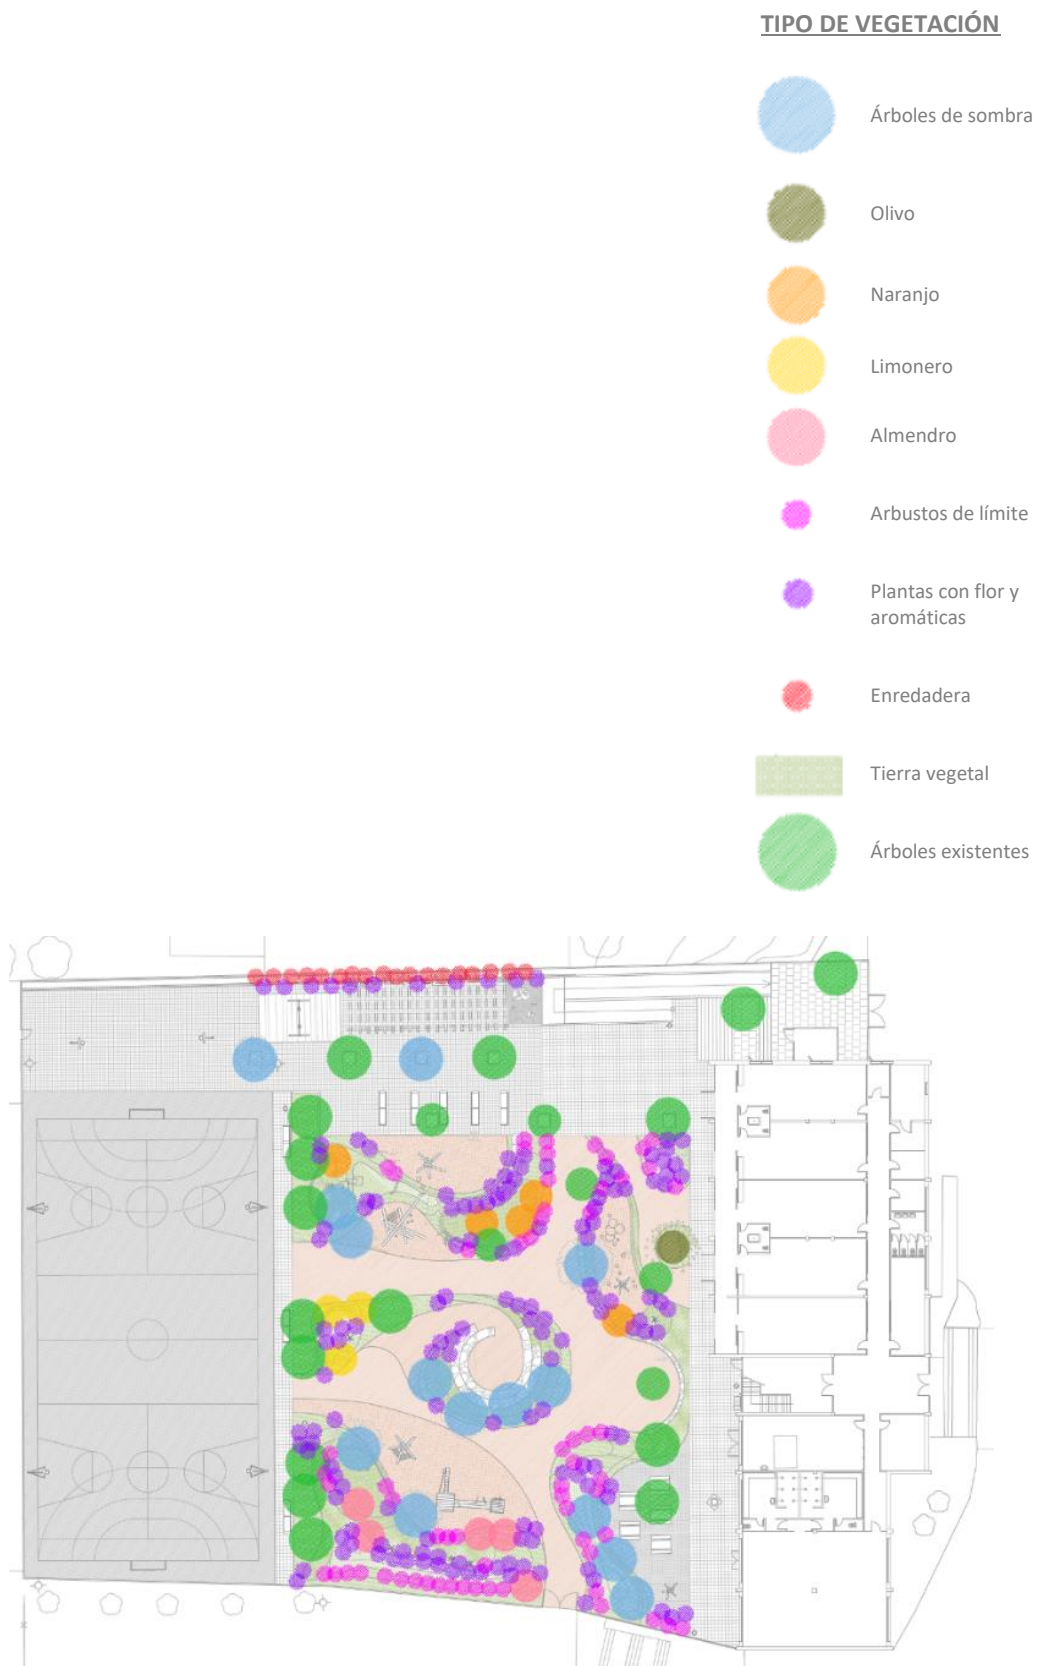 TIPO DE VEGETACIÓN
Árboles de sombra
Olivo
Naranjo
Limonero
Almendro
Arbustos de límite
Plantas con flor y
aromáticas
Enredadera
Tierra vegetal
Árboles existentes